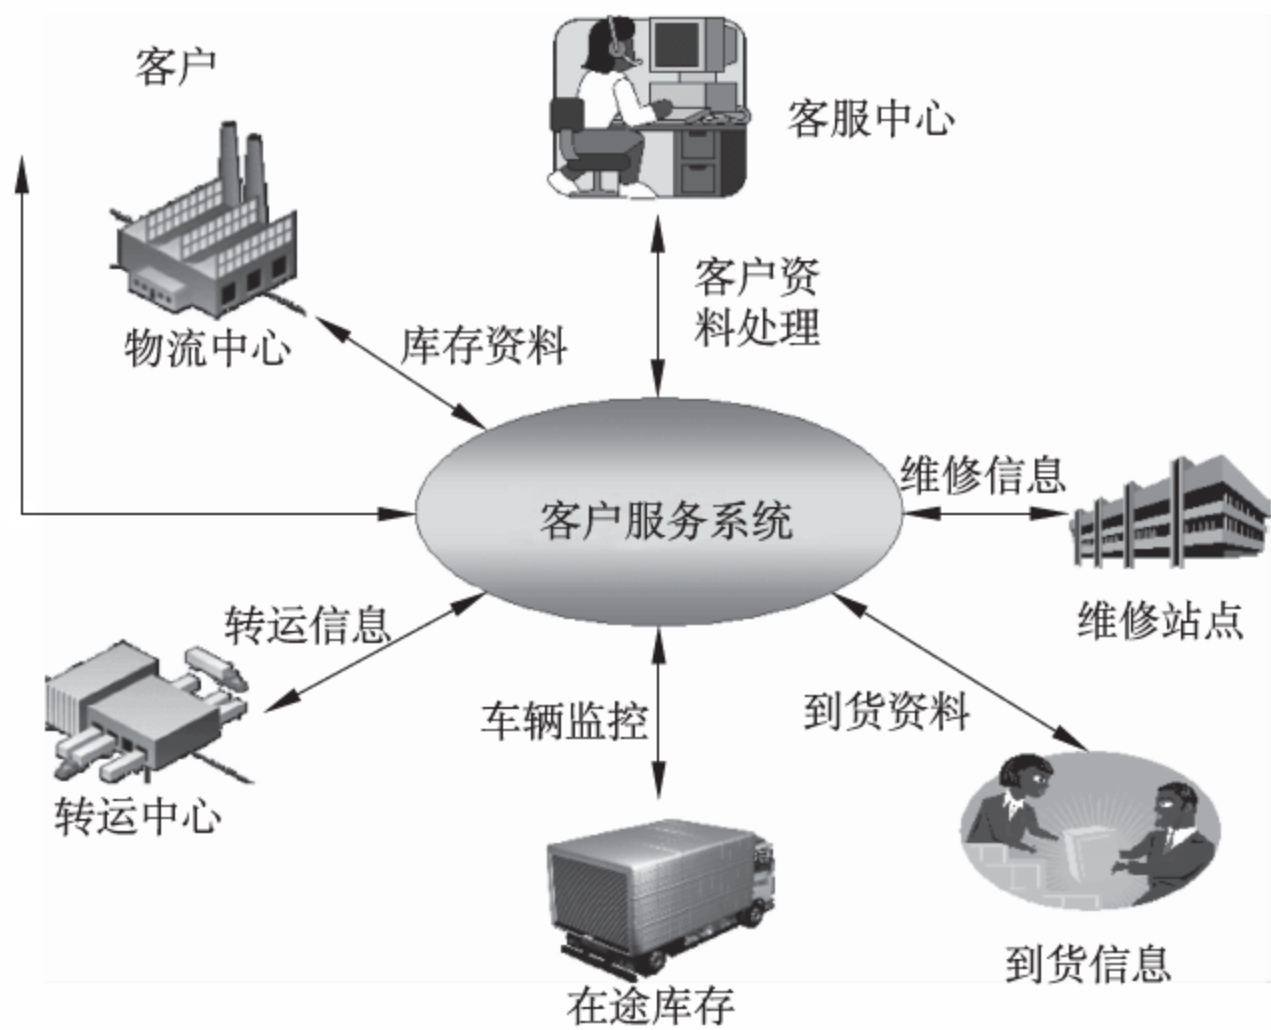 客户
客服中心
客户资
料处理
物流中心
库存资料
维修信息
客户服务系统
维修站点
转运信息
到货资料
车辆监控
转运中心
到货信息
在途库存